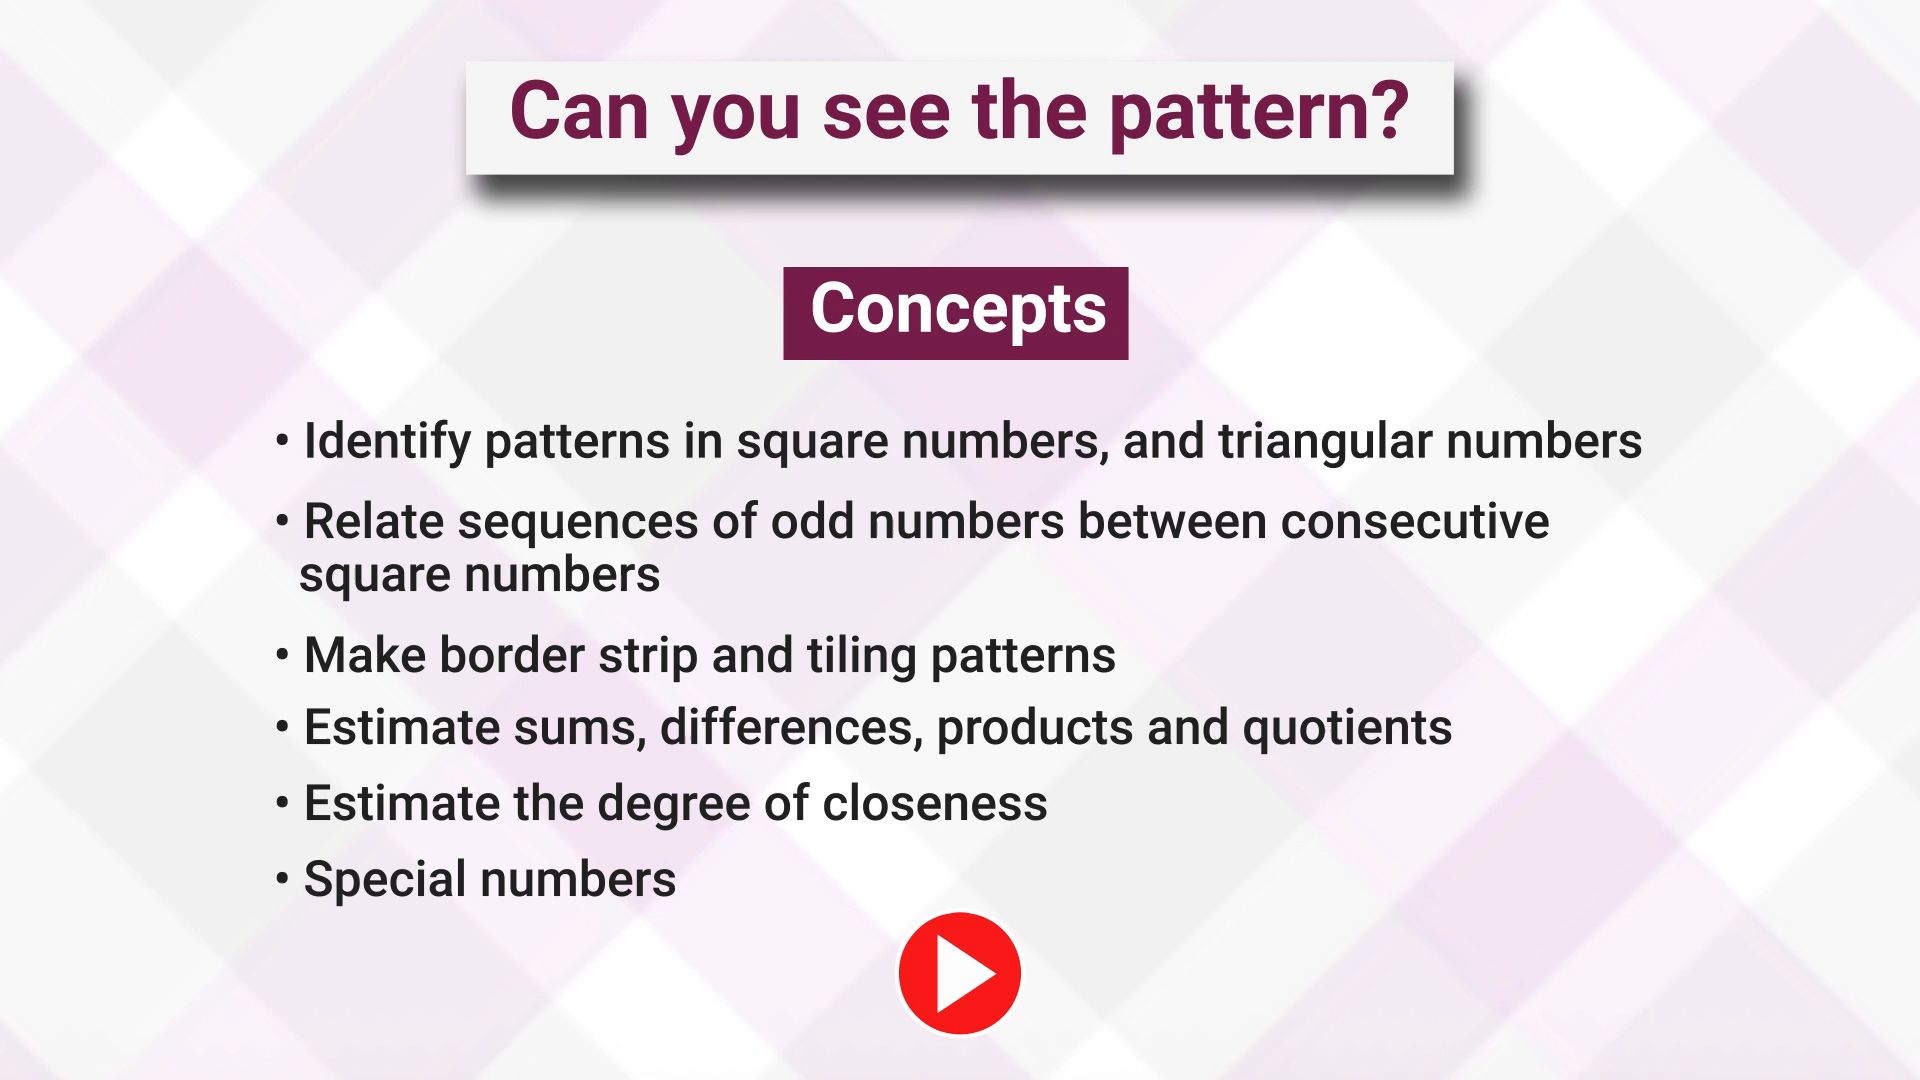 Can you see the pattern?
Concepts
• Identify patterns in square numbers, and triangular numbers
• Relate sequences of odd numbers between consecutive
square numbers
• Make border strip and tiling patterns
• Estimate sums, differences, products and quotients
• Estimate the degree of closeness
• Special numbers